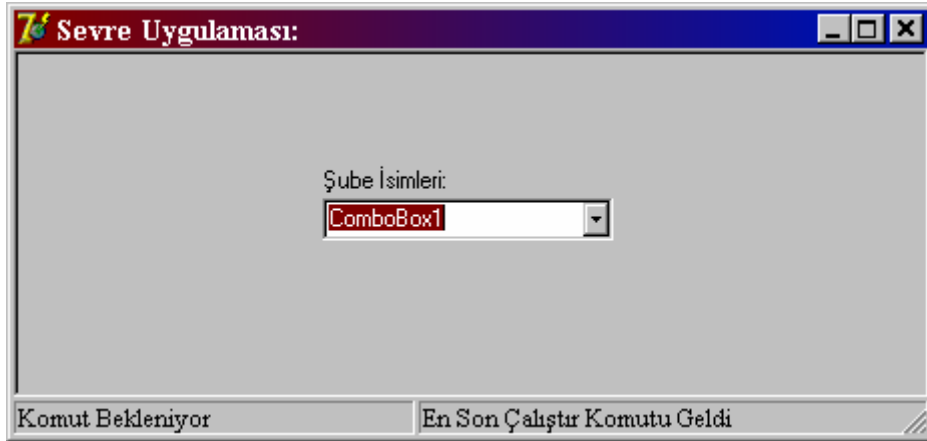 Sevre Uygulaması:
Şube İsimleri:
ComboBox1
Komut Bekleniyor
En Son Çalıştır Komutu Geldi